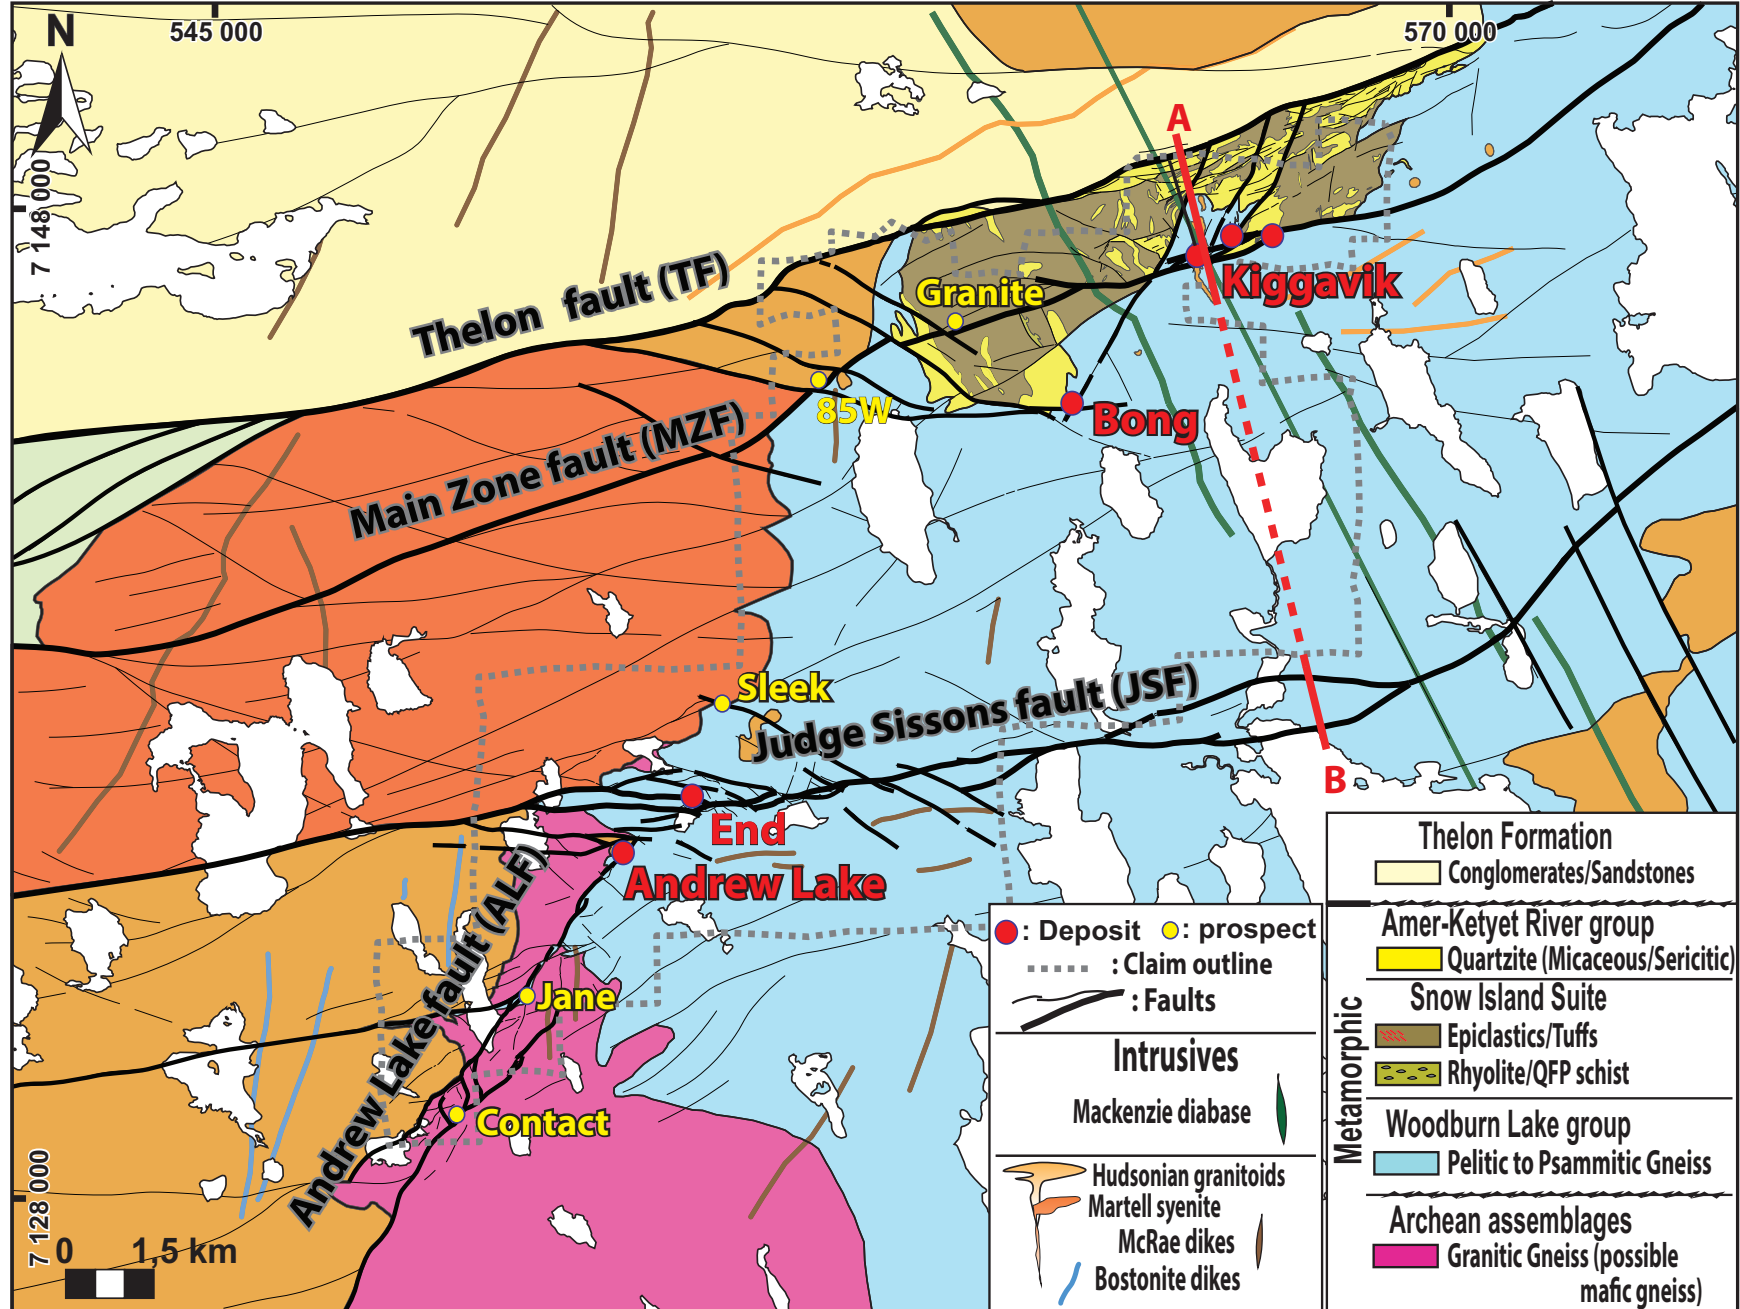 545 000
570 000
N
7 148 000
A
Thelon fault (TF)
Granite
Kiggavik
85W
Bong
Main Zone fault (MZF)
Sleek
Judge Sissons fault (JSF)
B
End
Andrew Lake
Andrew Lake fault (ALF)
Jane
Contact
7 128 000
0 1,5 km
: Deposit : prospect
: Claim outline
: Faults
Intrusives
Mackenzie diabase
Hudsonian granitoids
Martell syenite
McRae dikes
Bostonite dikes
Thelon Formation
Conglomerates/Sandstones
Metamorphic
Amer-Ketyet River group
Quartzite (Micaceous/Sericitic)
Snow Island Suite
Epiclastics/Tuffs
Rhyolite/QFP schist
Woodburn Lake group
Pelitic to Psammitic Gneiss
Archean assemblages
Granitic Gneiss (possible
mafic gneiss)